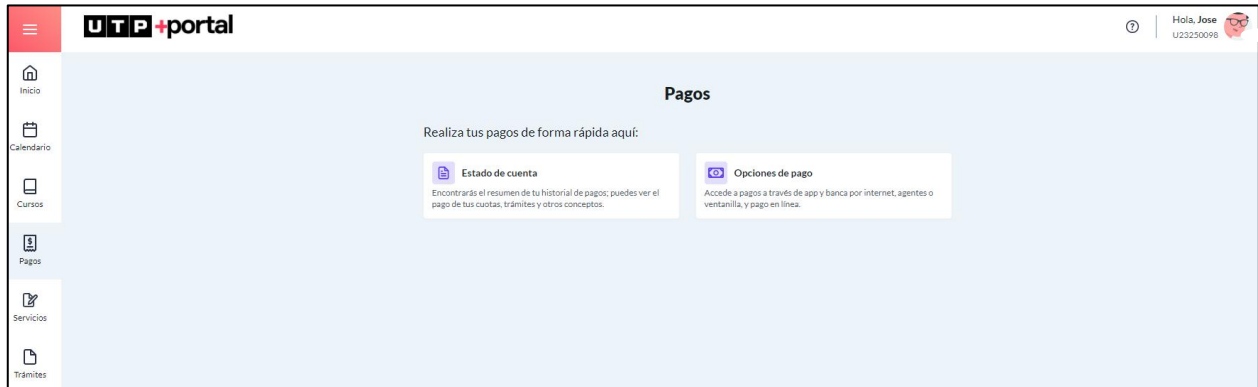 UTP+portal
Hola, Jose
U23250098
Inicio
Calendario
Cursos
Pagos
Servicios
Trámites
Pagos
Realiza tus pagos de forma rápida aquí:
Estado de cuenta
Encontrarás el resumen de tu historial de pagos; puedes ver el
pago de tus cuotas, trámites y otros conceptos.
Opciones de pago
Accede a pagos a través de app y banca por internet, agentes o
ventanilla, y pago en línea.